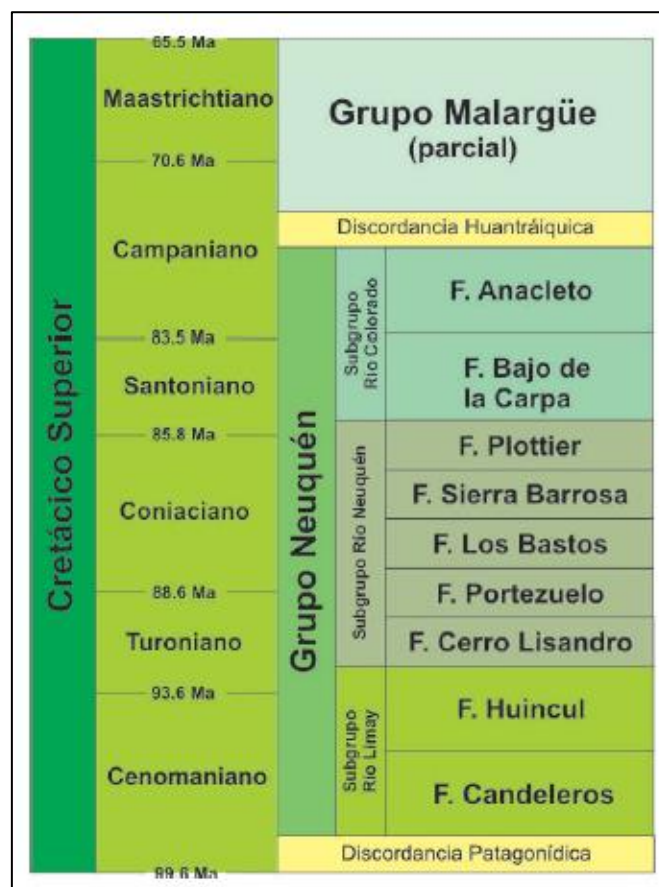 65.5 Ma
Maastrichtiano
70.6 Ma
Campaniano
83.5 Ma
Santoniano
85.8 Ma
Coniaciano
88.6 Ma
Turoniano
93.6 Ma
Cenomaniano
99.6 Ma
Cretácico Superior
Grupo Malargüe
(parcial)
Discordancia Huantráiquica
Grupo Neuquén
Subgrupo
Río Colorado
F. Anacleto
F. Bajo de
la Carpa
Subgrupo Río Neuquén
F. Plottier
F. Sierra Barrosa
F. Los Bastos
F. Portezuelo
F. Cerro Lisandro
Subgrupo
Río Limay
F. Huincul
F. Candeleros
Discordancia Patagonídica